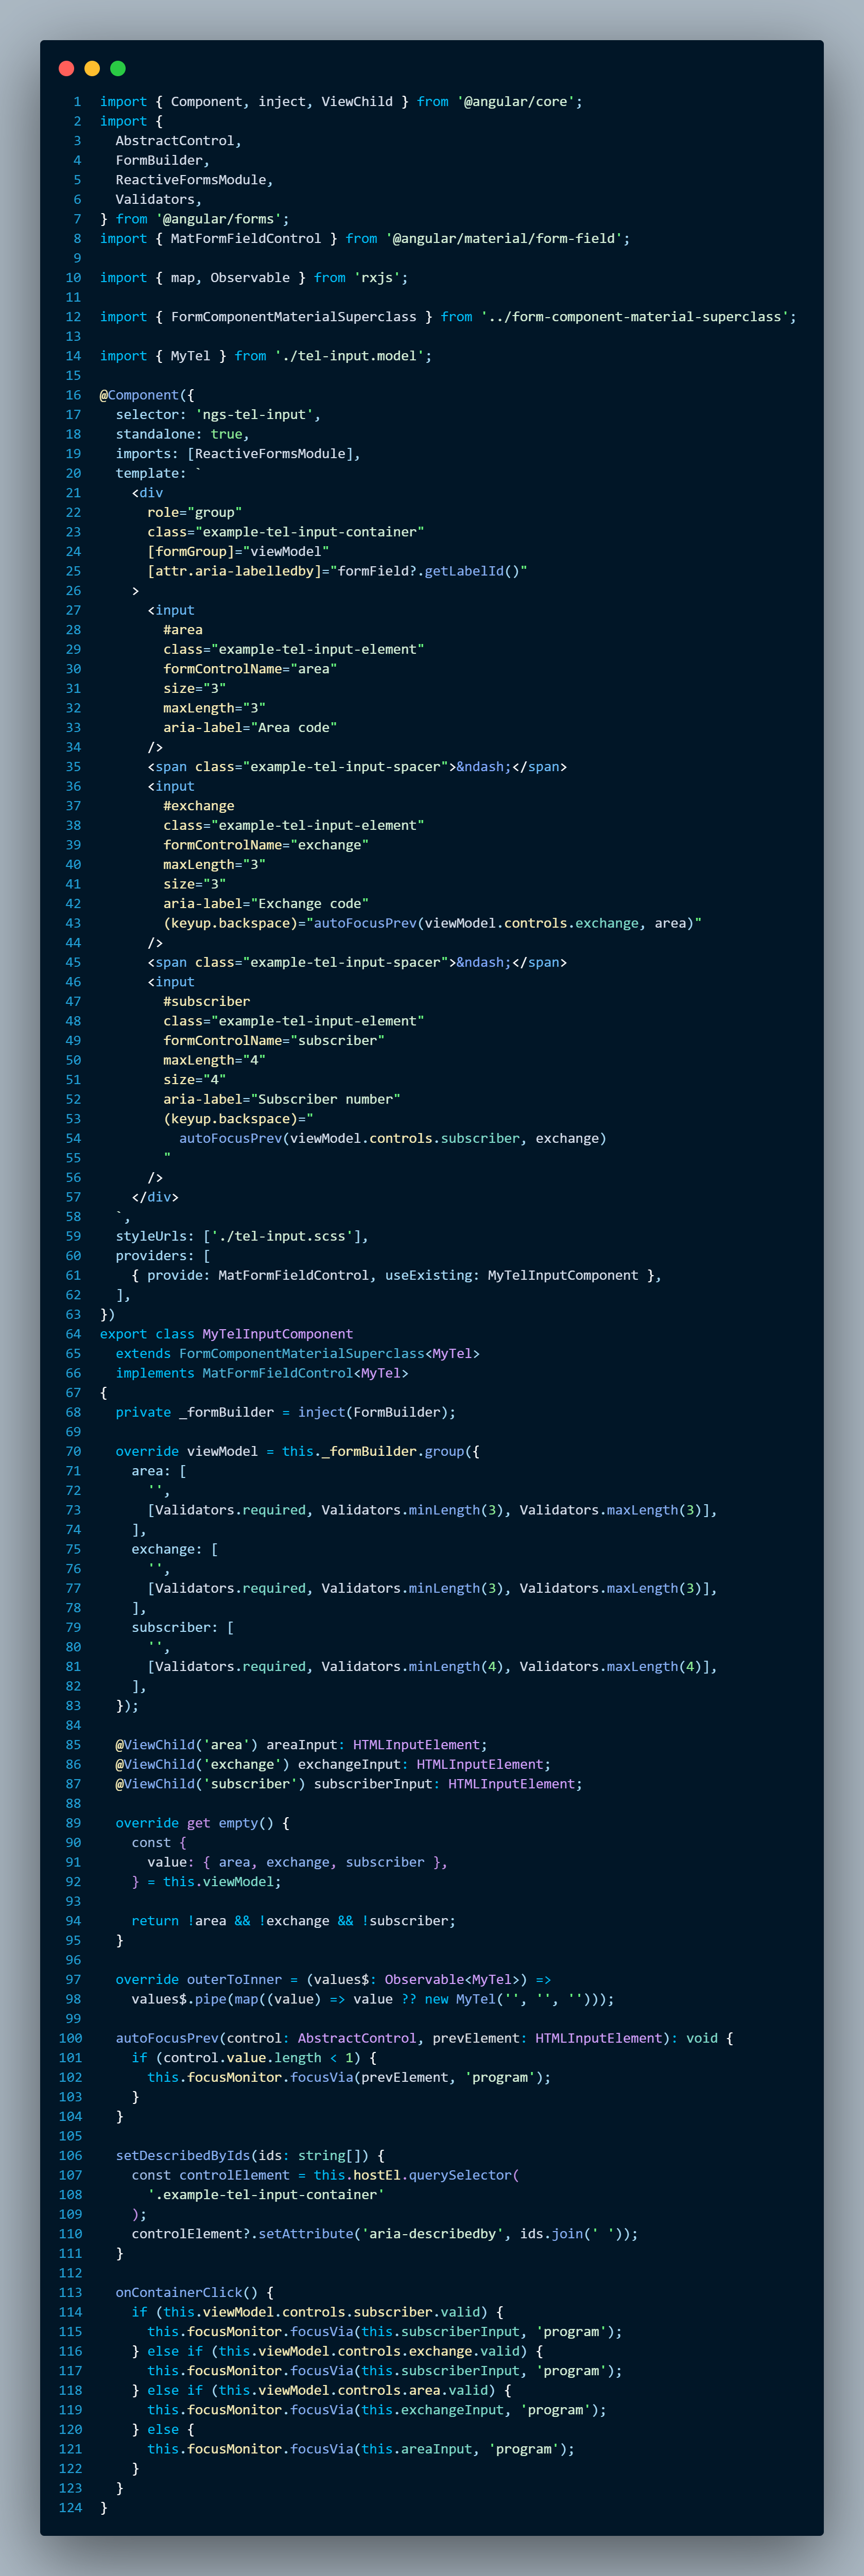 1 import { Component, inject, ViewChild } from '@angular/core';
2 import {
3   AbstractControl,
4   FormBuilder,
5   ReactiveFormsModule,
6   Validators,
7 } from '@angular/forms';
8 import { MatFormFieldControl } from '@angular/material/form-field';
9
10 import { map, Observable } from 'rxjs';
11
12 import { FormComponentMaterialSuperclass } from '../form-component-material-superclass';
13
14 import { MyTel } from './tel-input.model';
15
16 @Component({
17   selector: 'ngs-tel-input',
18   standalone: true,
19   imports: [ReactiveFormsModule],
20   template: `
21     <div
22       role="group"
23       class="example-tel-input-container"
24       [formGroup]="viewModel"
25       [attr.aria-labelledby]="formField?.getLabelId()"
26     >
27       <input
28         #area
29         class="example-tel-input-element"
30         formControlName="area"
31         size="3"
32         maxLength="3"
33         aria-label="Area code"
34       />
35       <span class="example-tel-input-spacer">&ndash;</span>
36       <input
37         #exchange
38         class="example-tel-input-element"
39         formControlName="exchange"
40         maxLength="3"
41         size="3"
42         aria-label="Exchange code"
43         (keyup.backspace)="autoFocusPrev(viewModel.controls.exchange, area)"
44       />
45       <span class="example-tel-input-spacer">&ndash;</span>
46       <input
47         #subscriber
48         class="example-tel-input-element"
49         formControlName="subscriber"
50         maxLength="4"
51         size="4"
52         aria-label="Subscriber number"
53         (keyup.backspace)="
54           autoFocusPrev(viewModel.controls.subscriber, exchange)
55         "
56       />
57     </div>
58   `,
59   styleUrls: ['./tel-input.scss'],
60   providers: [
61     { provide: MatFormFieldControl, useExisting: MyTelInputComponent },
62   ],
63 })
64 export class MyTelInputComponent
65   extends FormComponentMaterialSuperclass<MyTel>
66   implements MatFormFieldControl<MyTel>
67 {
68   private _formBuilder = inject(FormBuilder);
69
70   override viewModel = this._formBuilder.group({
71     area: [
72       '',
73       [Validators.required, Validators.minLength(3), Validators.maxLength(3)],
74     ],
75     exchange: [
76       '',
77       [Validators.required, Validators.minLength(3), Validators.maxLength(3)],
78     ],
79     subscriber: [
80       '',
81       [Validators.required, Validators.minLength(4), Validators.maxLength(4)],
82     ],
83   });
84
85   @ViewChild('area') areaInput: HTMLInputElement;
86   @ViewChild('exchange') exchangeInput: HTMLInputElement;
87   @ViewChild('subscriber') subscriberInput: HTMLInputElement;
88
89   override get empty() {
90     const {
91       value: { area, exchange, subscriber },
92     } = this.viewModel;
93
94     return !area && !exchange && !subscriber;
95   }
96
97   override outerToInner = (values$: Observable<MyTel>) =>
98     values$.pipe(map((value) => value ?? new MyTel('', '', '')));
99
100   autoFocusPrev(control: AbstractControl, prevElement: HTMLInputElement): void {
101     if (control.value.length < 1) {
102       this.focusMonitor.focusVia(prevElement, 'program');
103     }
104   }
105
106   setDescribedByIds(ids: string[]) {
107     const controlElement = this.hostEl.querySelector(
108       '.example-tel-input-container'
109     );
110     controlElement?.setAttribute('aria-describedby', ids.join(' '));
111   }
112
113   onContainerClick() {
114     if (this.viewModel.controls.subscriber.valid) {
115       this.focusMonitor.focusVia(this.subscriberInput, 'program');
116     } else if (this.viewModel.controls.exchange.valid) {
117       this.focusMonitor.focusVia(this.subscriberInput, 'program');
118     } else if (this.viewModel.controls.area.valid) {
119       this.focusMonitor.focusVia(this.exchangeInput, 'program');
120     } else {
121       this.focusMonitor.focusVia(this.areaInput, 'program');
122     }
123   }
124 }